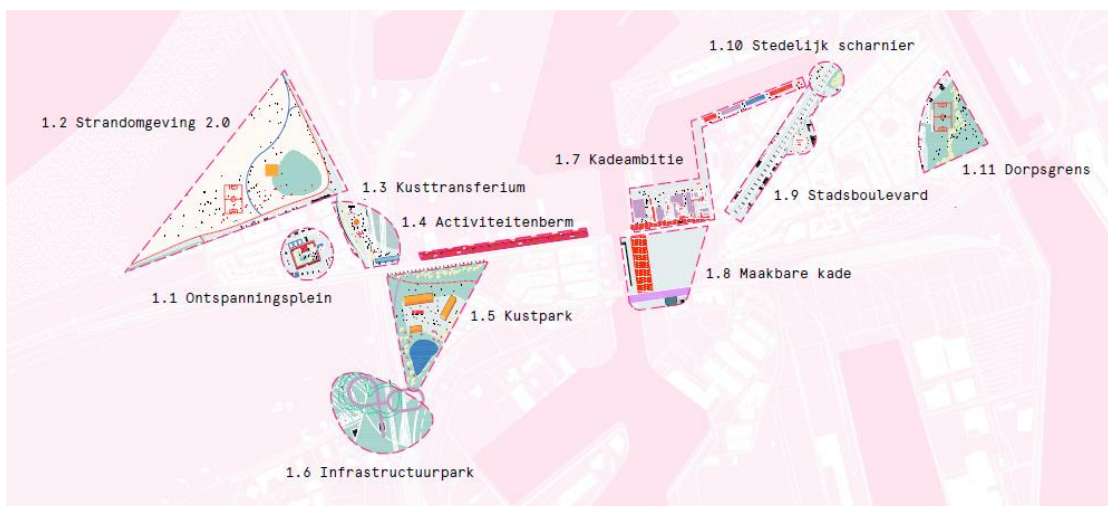 1.10 Stedelijk scharnier
1.2 Strandomgeving 2.0
1.7 Kadeambitie
1.11 Dorpsgrens
1.3 Kusttransferium
1.9 Stadsboulevard
1.4 Activiteitenberm
1.8 Maakbare kade
1.1 Ontspanningsplein
1.5 Kustpark
1.6 Infrastructuurpark